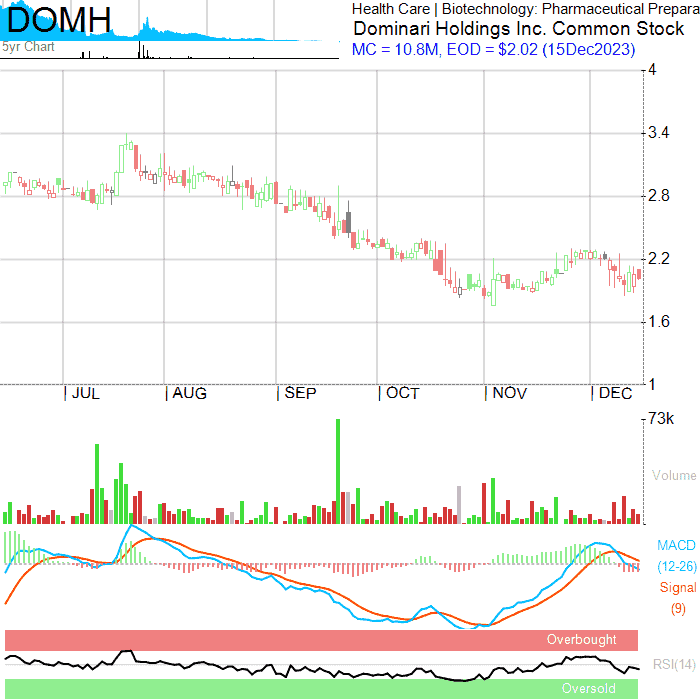 DOMH
5yr Chart
Health Care | Biotechnology: Pharmaceutical Prepara
Dominari Holdings Inc. Common Stock
MC = 10.8M, EOD = $2.02 (15Dec2023)
4
3.4
2.8
2.2
1.6
1
| JUL | AUG | SEP | OCT | NOV | DEC
73k
Volume
MACD
(12-26)
Signal
(9)
Overbought
RSI(14)
Oversold